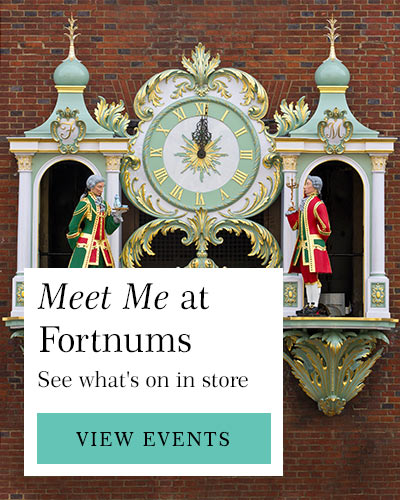 F M
Meet Me at
Fortnums
See what's on in store
VIEW EVENTS